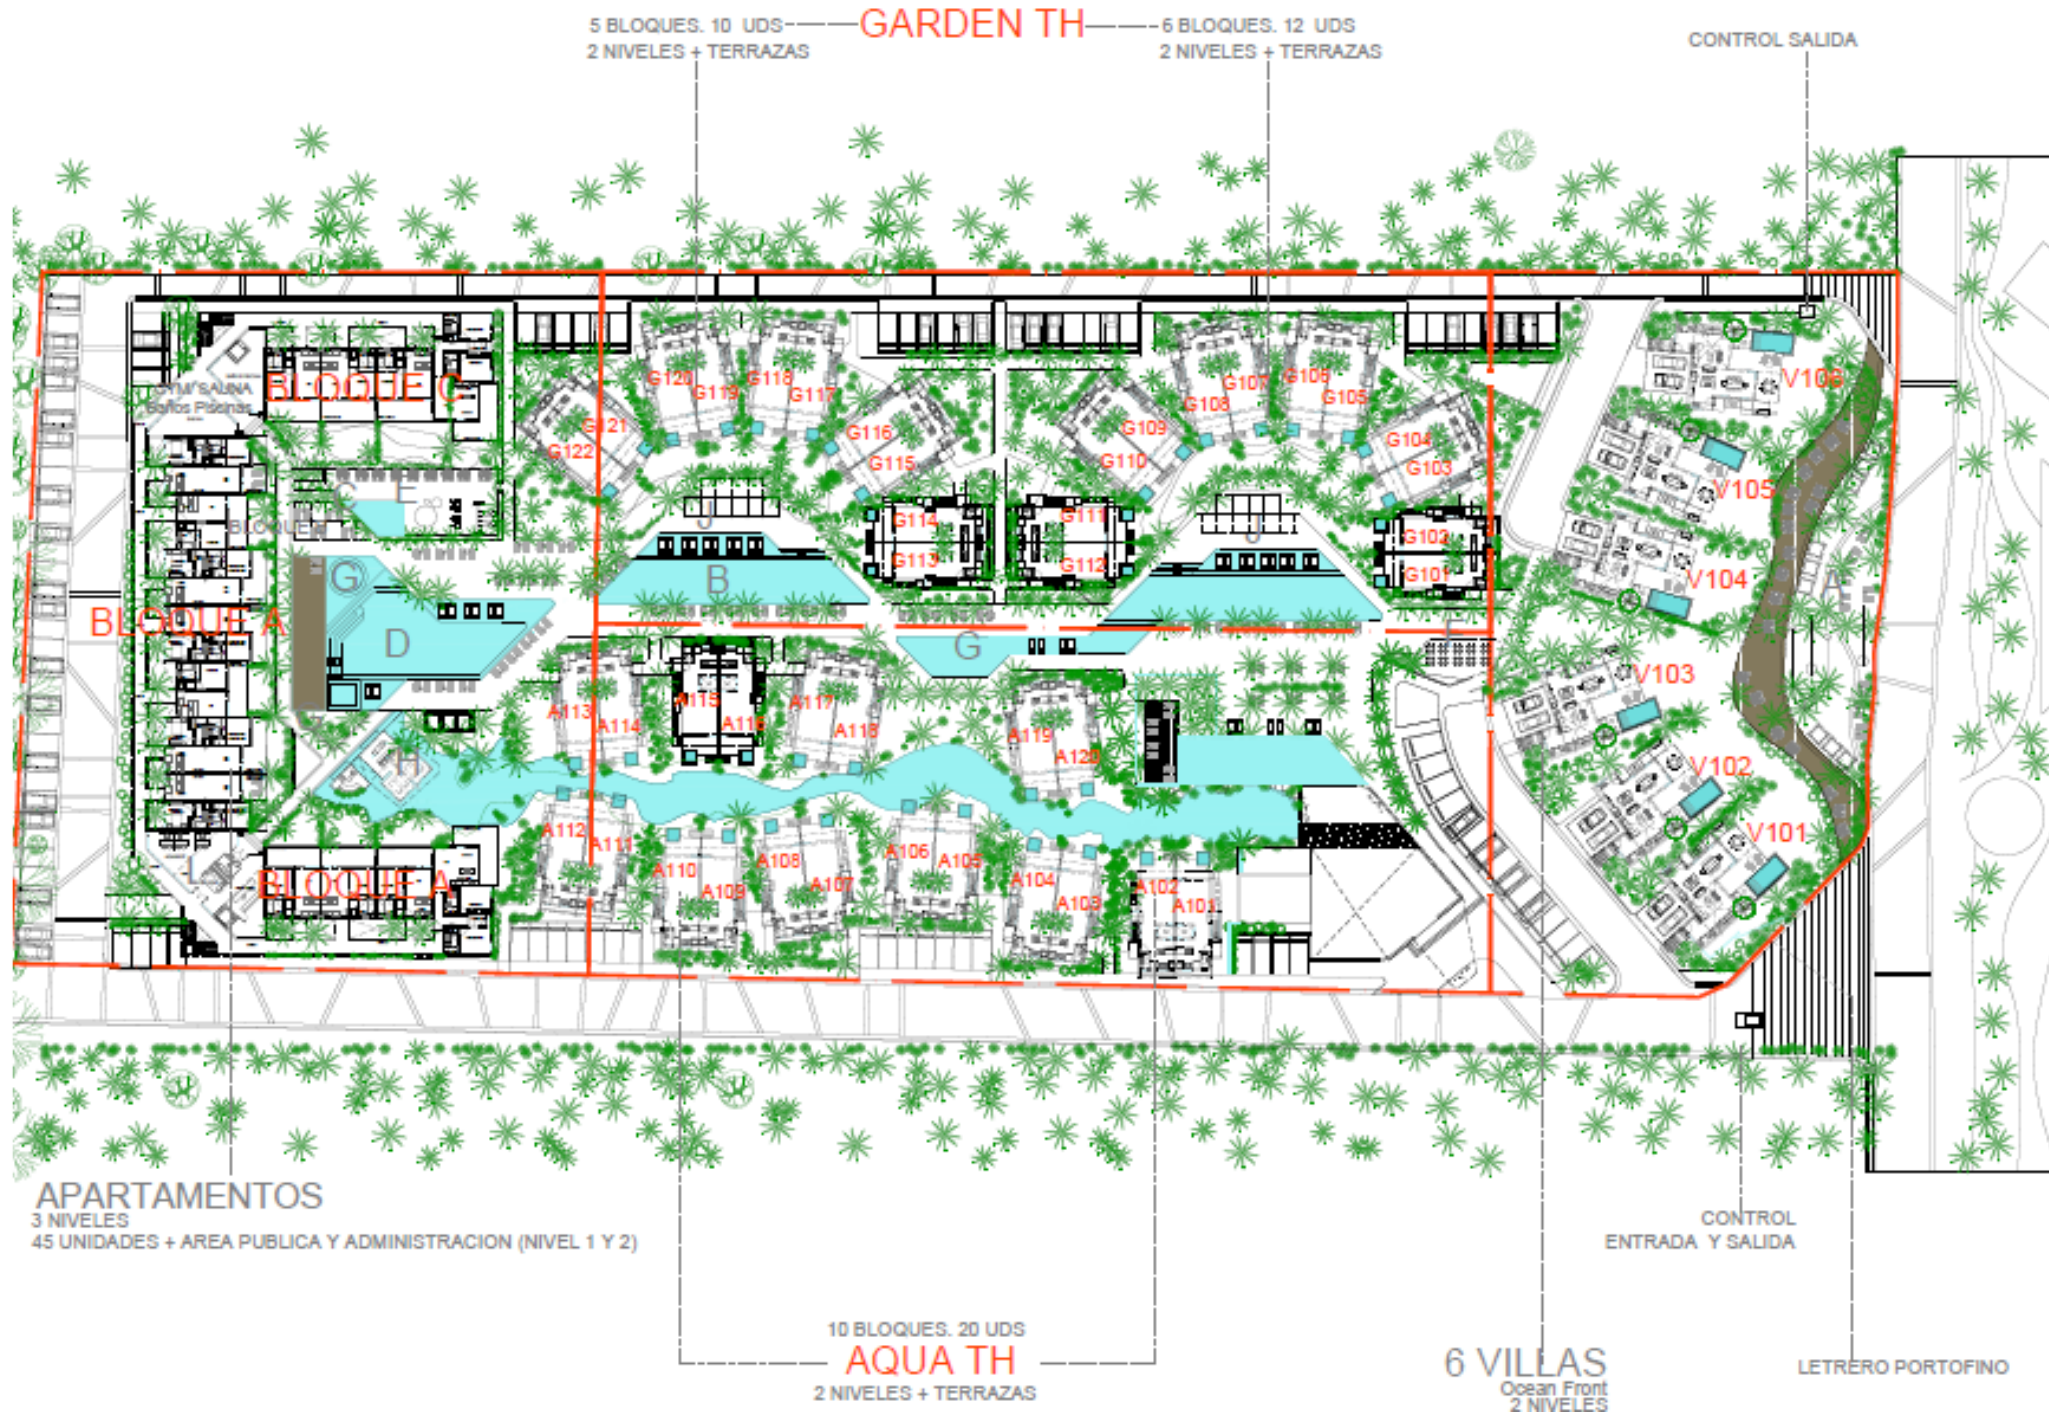 5 BLOQUES. 10 UDS
2 NIVELES + TERRAZAS
GARDEN TH
6 BLOQUES. 12 UDS
2 NIVELES + TERRAZAS
CONTROL SALIDA
BLOQUE C
GYM/ SAUNA
Baños Piscinas
G120
G119
G118
G117
G107
G108
G106
G105
V106
G121
G122
G116
G115
G109
G110
G104
G103
V105
C
E
BLOQUE
J
G114
G113
G111
G112
J
G102
G101
V104
A
G
B
BLOQUE A
D
G
V103
A113
A114
A115
A116
A117
A118
A119
A120
H
V102
A112
A111
A110
A109
A108
A107
A106
A105
A104
A103
A102
A101
V101
BLOQUE A
APARTAMENTOS
3 NIVELES
45 UNIDADES + AREA PUBLICA Y ADMINISTRACION (NIVEL 1 Y 2)
CONTROL
ENTRADA Y SALIDA
10 BLOQUES. 20 UDS
AQUA TH
2 NIVELES + TERRAZAS
6 VILLAS
Ocean Front
2 NIVELES
LETRERO PORTOFINO